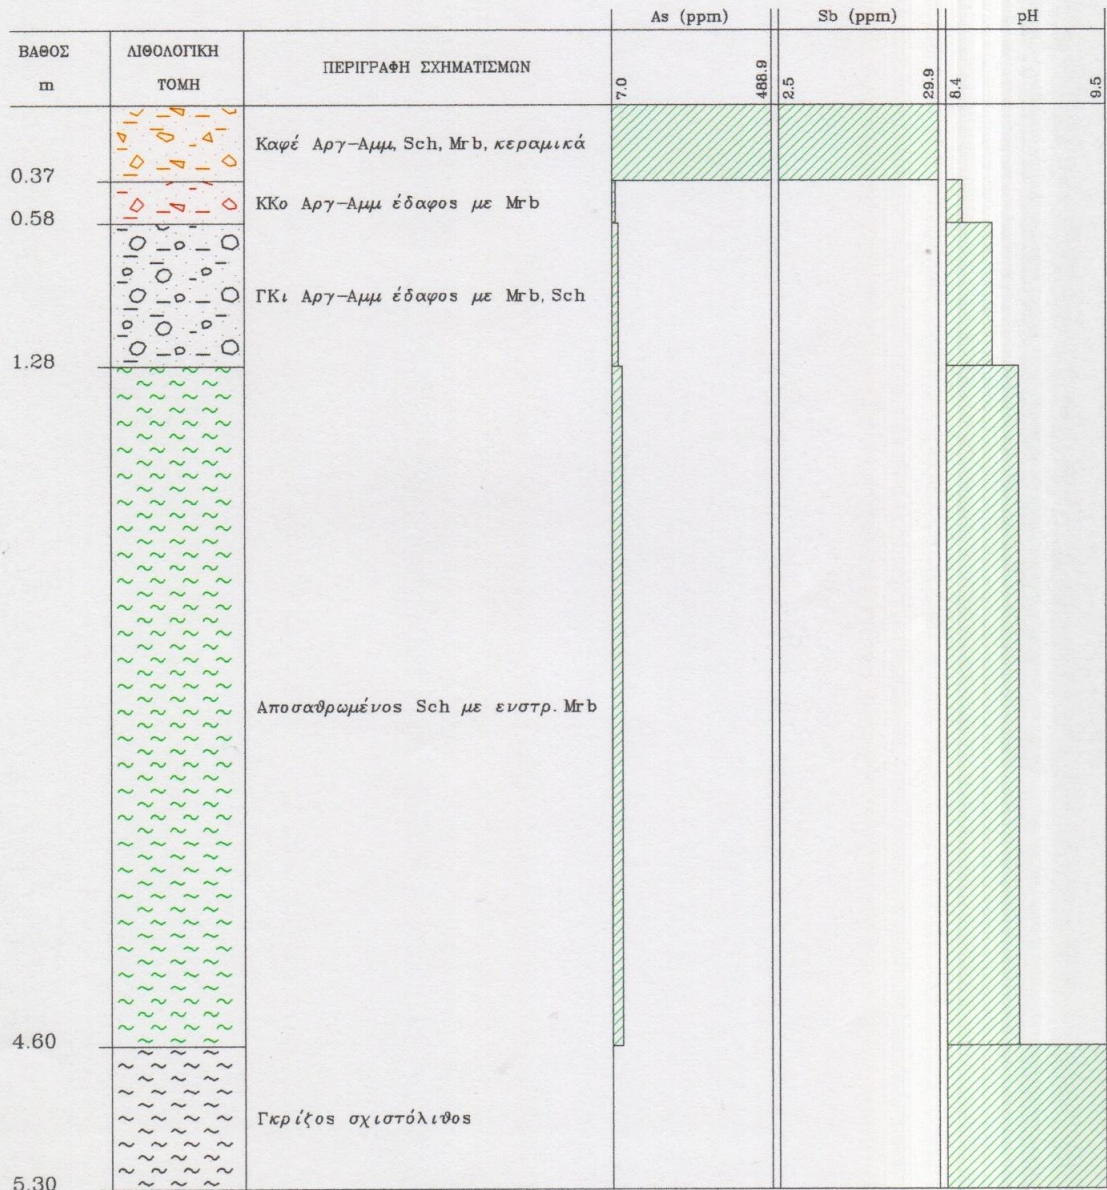 As (ppm) Sb (ppm) pH
ΒΑΘΟΣ
m
ΛΙΘΟΛΟΓΙΚΗ
ΤΟΜΗ
ΠΕΡΙΓΡΑΦΗ ΣΧΗΜΑΤΙΣΜΩΝ
7.0 488.9 2.5 29.9 8.4 9.5
Καφέ Αργ-Αμμ, Sch, Mrb, κεραμικά
0.37
ΚΚο Αργ-Αμμ έδαφος με Mrb
0.58
ΓΚι Αργ-Αμμ έδαφος με Mrb, Sch
1.28
Αποσαθρωμένος Sch με ενστρ. Mrb
4.60
Γκρίζος σχιστόλιθος
5.30